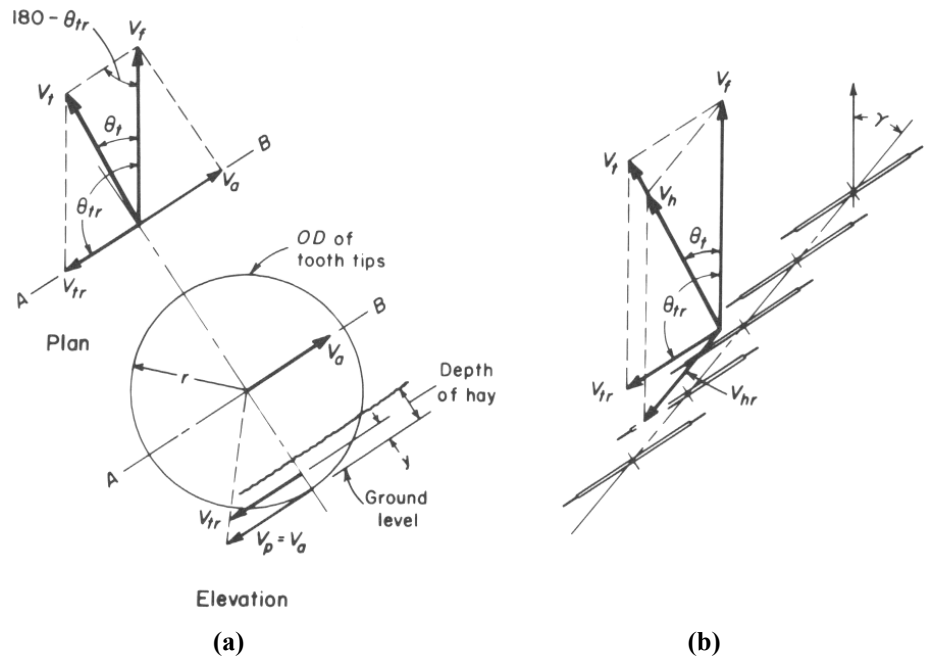 180 - θtr
Vf
Vt
θt
B
Va
θtr
Vtr
A
Plan
OD of
tooth tips
B
Va
r
Depth
of hay
A
y
Ground
level
Vtr
Vp = Va
Elevation
(a)
Vf
γ
Vt
Vh
θt
θtr
Vtr
Vhr
(b)